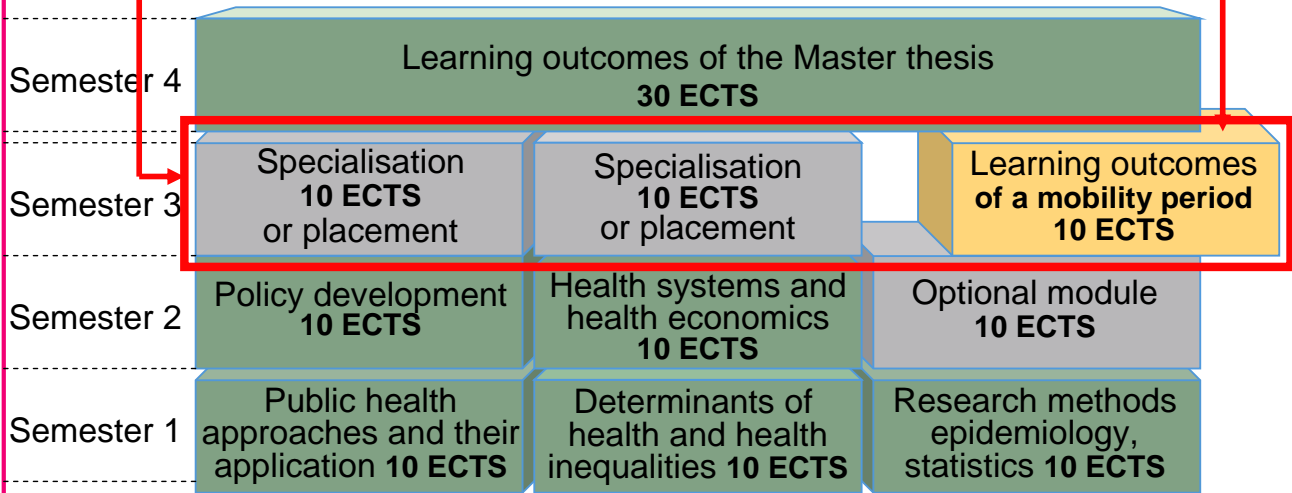 Semester 4
Learning outcomes of the Master thesis
30 ECTS
Semester 3
Specialisation
10 ECTS
or placement
Specialisation
10 ECTS
or placement
Learning outcomes
of a mobility period
10 ECTS
Semester 2
Policy development
10 ECTS
Health systems and
health economics
10 ECTS
Optional module
10 ECTS
Semester 1
Public health
approaches and their
application 10 ECTS
Determinants of
health and health
inequalities 10 ECTS
Research methods
epidemiology,
statistics 10 ECTS